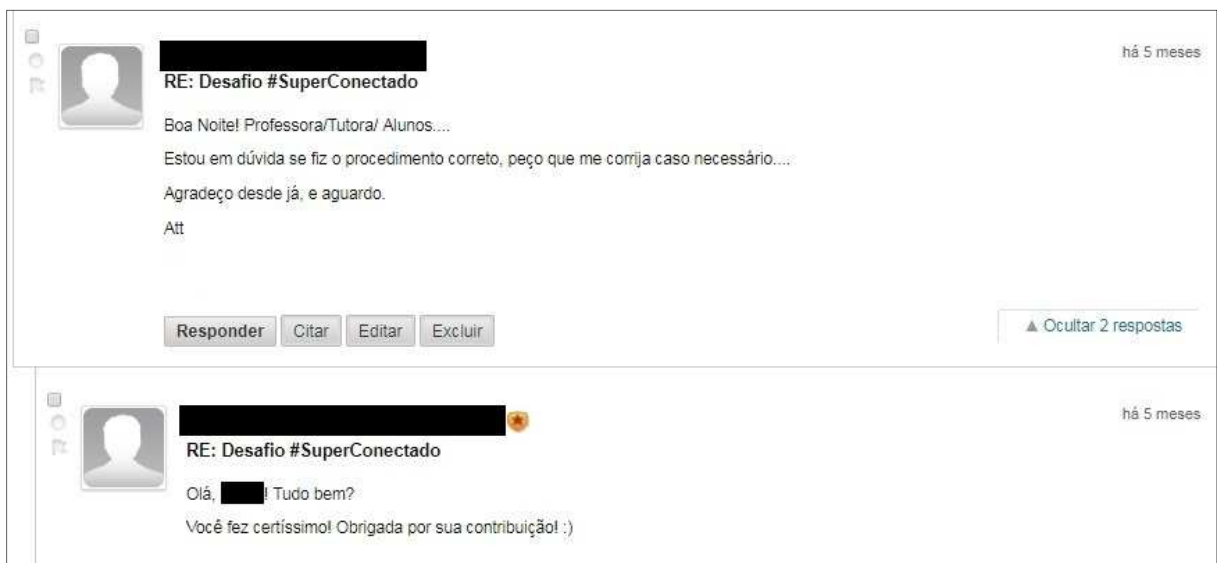 há 5 meses
RE: Desafio #SuperConectado
Boa Noite! Professora/Tutora/ Alunos....
Estou em dúvida se fiz o procedimento correto, peço que me corrija caso necessário....
Agradeço desde já, e aguardo.
Att
Responder Citar Editar Excluir ▲ Ocultar 2 respostas
há 5 meses
RE: Desafio #SuperConectado
Olá, ! Tudo bem?
Você fez certíssimo! Obrigada por sua contribuição! :)